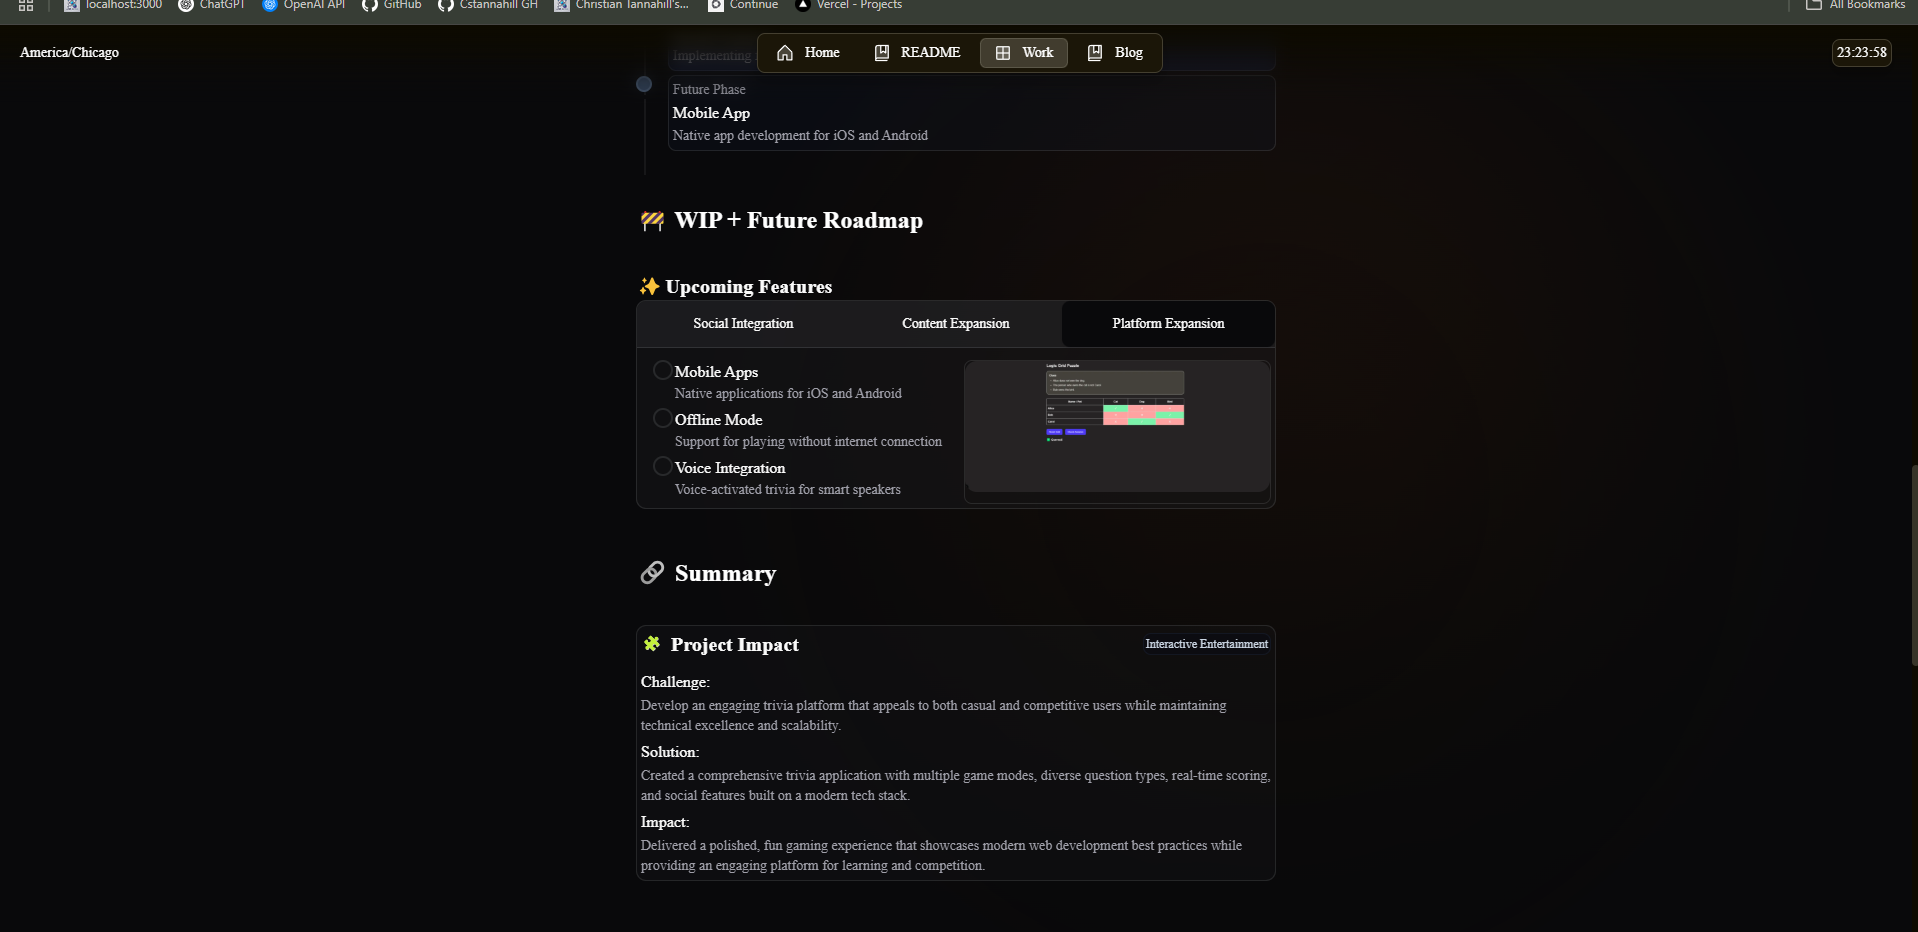 localhost:3000 ChatGPT OpenAI API GitHub Cstannahill GH Christian Tannahill's... Continue Vercel - Projects All Bookmarks
America/Chicago Home README Work Blog 23:23:58
Implementing
Future Phase
Mobile App
Native app development for iOS and Android
🚧 WIP + Future Roadmap
✨ Upcoming Features
Social Integration Content Expansion Platform Expansion
Mobile Apps
Native applications for iOS and Android
Offline Mode
Support for playing without internet connection
Voice Integration
Voice-activated trivia for smart speakers
Logic Grid Puzzle
🔗 Summary
🧩 Project Impact Interactive Entertainment
Challenge:
Develop an engaging trivia platform that appeals to both casual and competitive users while maintaining
technical excellence and scalability.
Solution:
Created a comprehensive trivia application with multiple game modes, diverse question types, real-time scoring,
and social features built on a modern tech stack.
Impact:
Delivered a polished, fun gaming experience that showcases modern web development best practices while
providing an engaging platform for learning and competition.